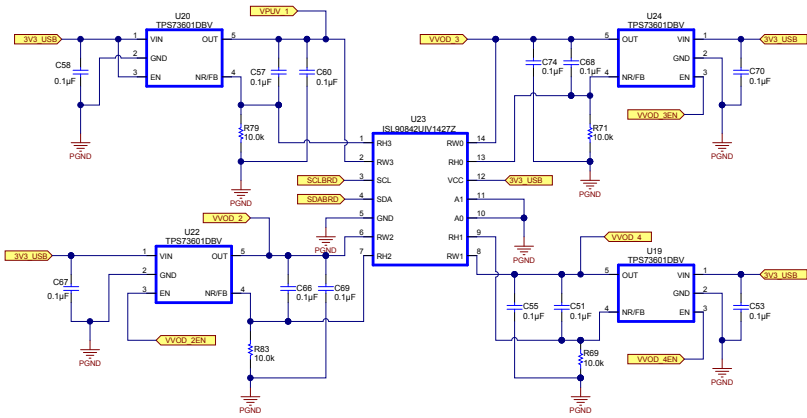 U20
TPS73601DBV
VPUV_1
3V3_USB
1
VIN
OUT
5
2
GND
3
EN
NR/FB
4
C58
0.1µF
C57
0.1µF
C60
0.1µF
R79
10.0k
PGND
PGND
U24
TPS73601DBV
VVOD_3
5
OUT
VIN
1
3V3_USB
GND
2
4
NR/FB
EN
3
C74
0.1µF
C68
0.1µF
C70
0.1µF
VVOD_3EN
R71
10.0k
PGND
PGND
U23
ISL90842UIV1427Z
1
RH3
RW0
14
2
RW3
RH0
13
SCLBRD
3
SCL
VCC
12
3V3_USB
SDABRD
4
SDA
A1
11
5
GND
A0
10
6
RW2
RH1
9
7
RH2
RW1
8
PGND
PGND
VVOD_2
U22
TPS73601DBV
3V3_USB
1
VIN
OUT
5
2
GND
3
EN
NR/FB
4
C67
0.1µF
C66
0.1µF
C69
0.1µF
VVOD_2EN
R83
10.0k
PGND
PGND
VVOD_4
U19
TPS73601DBV
5
OUT
VIN
1
3V3_USB
GND
2
4
NR/FB
EN
3
C55
0.1µF
C51
0.1µF
C53
0.1µF
VVOD_4EN
R69
10.0k
PGND
PGND